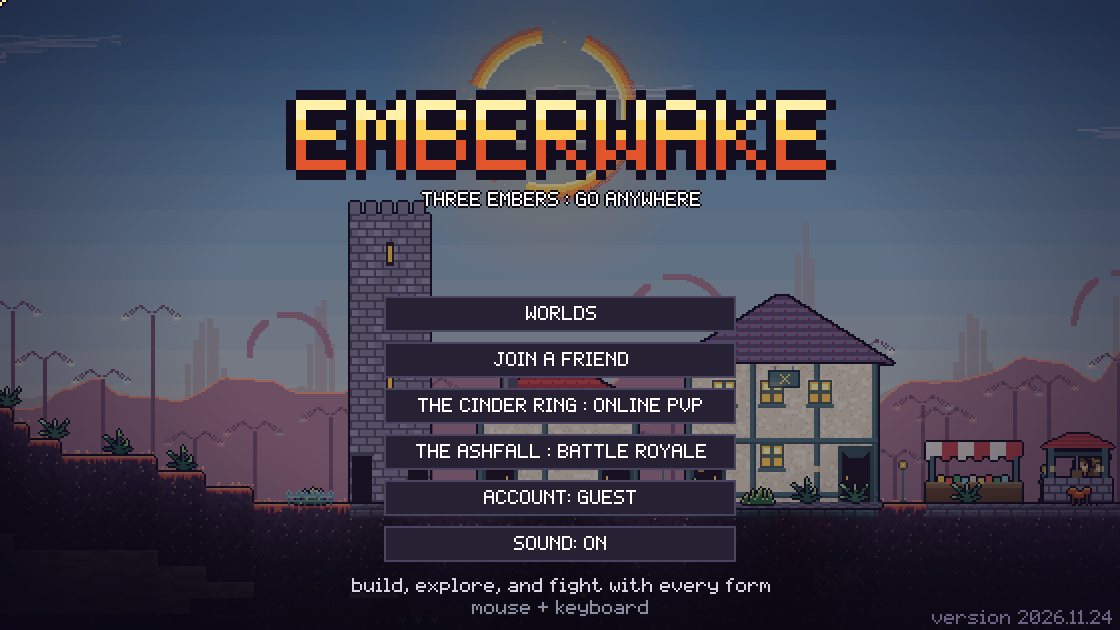 EMBERWAKE
THREE EMBERS : GO ANYWHERE
WORLDS
JOIN A FRIEND
THE CINDER RING : ONLINE PVP
THE ASHFALL : BATTLE ROYALE
ACCOUNT: GUEST
SOUND: ON
build, explore, and fight with every form
mouse + keyboard
version 2026.11.24